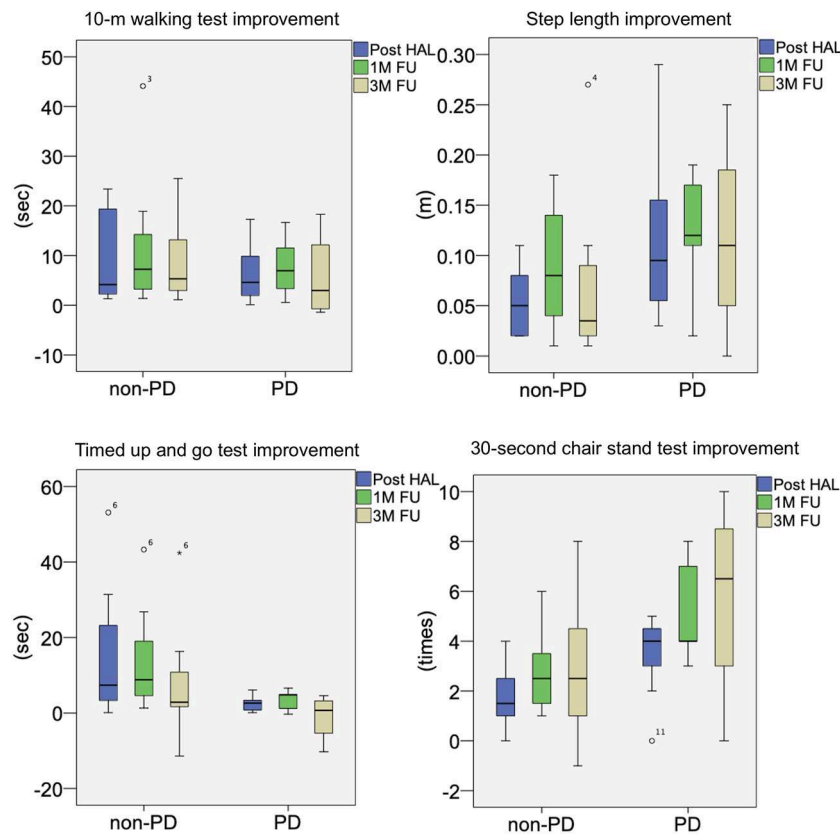 10-m walking test improvement
50
40
30
20
10
0
-10
(sec)
3
non-PD
PD
Post HAL
1M FU
3M FU
Step length improvement
0.30
0.25
0.20
0.15
0.10
0.05
0.00
(m)
4
non-PD
PD
Post HAL
1M FU
3M FU
Timed up and go test improvement
60
40
20
0
-20
(sec)
6
6
6
*
non-PD
PD
Post HAL
1M FU
3M FU
30-second chair stand test improvement
10
8
6
4
2
0
-2
(times)
11
non-PD
PD
Post HAL
1M FU
3M FU